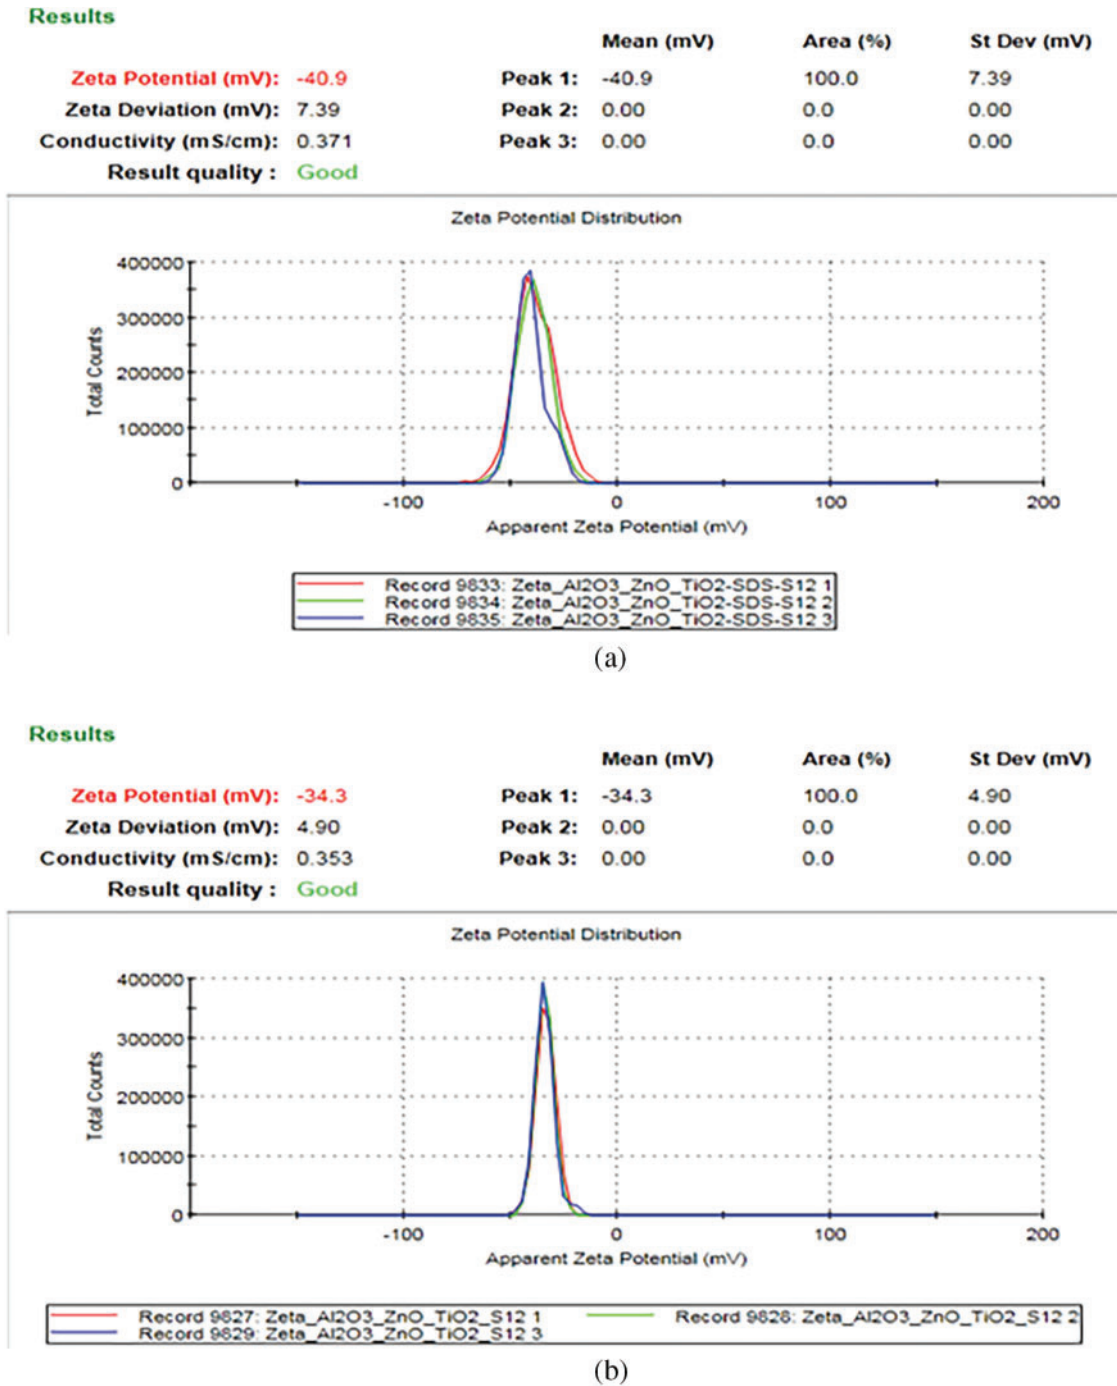 Results
Mean (mV) Area (%) St Dev (mV)
Zeta Potential (mV): -40.9 Peak 1: -40.9 100.0 7.39
Zeta Deviation (mV): 7.39 Peak 2: 0.00 0.0 0.00
Conductivity (mS/cm): 0.371 Peak 3: 0.00 0.0 0.00
Result quality : Good
Zeta Potential Distribution
400000
300000
200000
100000
0
Total Counts
-100 0 100 200
Apparent Zeta Potential (mV)
Record 9833: Zeta_Al2O3_ZnO_TiO2-SDS-S12 1
Record 9834: Zeta_Al2O3_ZnO_TiO2-SDS-S12 2
Record 9835: Zeta_Al2O3_ZnO_TiO2-SDS-S12 3
(a)
Results
Mean (mV) Area (%) St Dev (mV)
Zeta Potential (mV): -34.3 Peak 1: -34.3 100.0 4.90
Zeta Deviation (mV): 4.90 Peak 2: 0.00 0.0 0.00
Conductivity (mS/cm): 0.353 Peak 3: 0.00 0.0 0.00
Result quality : Good
Zeta Potential Distribution
400000
300000
200000
100000
0
Total Counts
-100 0 100 200
Apparent Zeta Potential (mV)
Record 9827: Zeta_Al2O3_ZnO_TiO2_S12 1 Record 9828: Zeta_Al2O3_ZnO_TiO2_S12 2
Record 9829: Zeta_Al2O3_ZnO_TiO2_S12 3
(b)